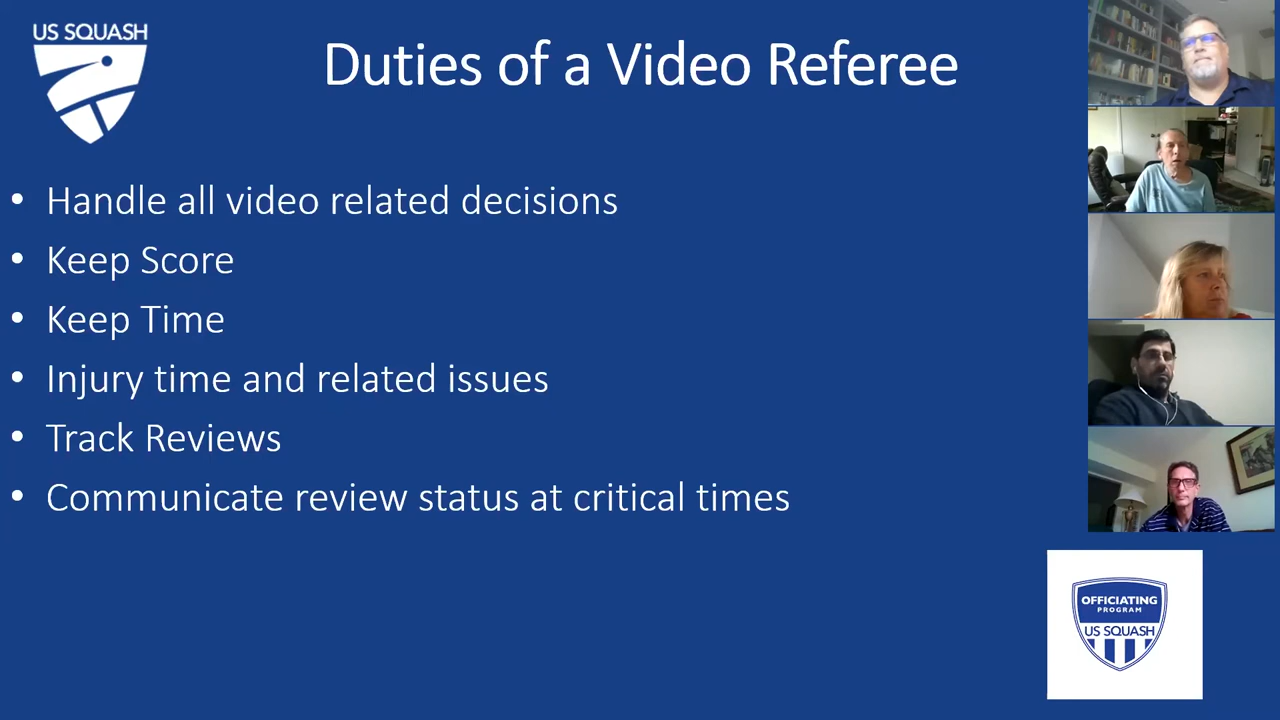 US SQUASH
Duties of a Video Referee
• Handle all video related decisions
• Keep Score
• Keep Time
• Injury time and related issues
• Track Reviews
• Communicate review status at critical times
OFFICIATING
PROGRAM
US SQUASH